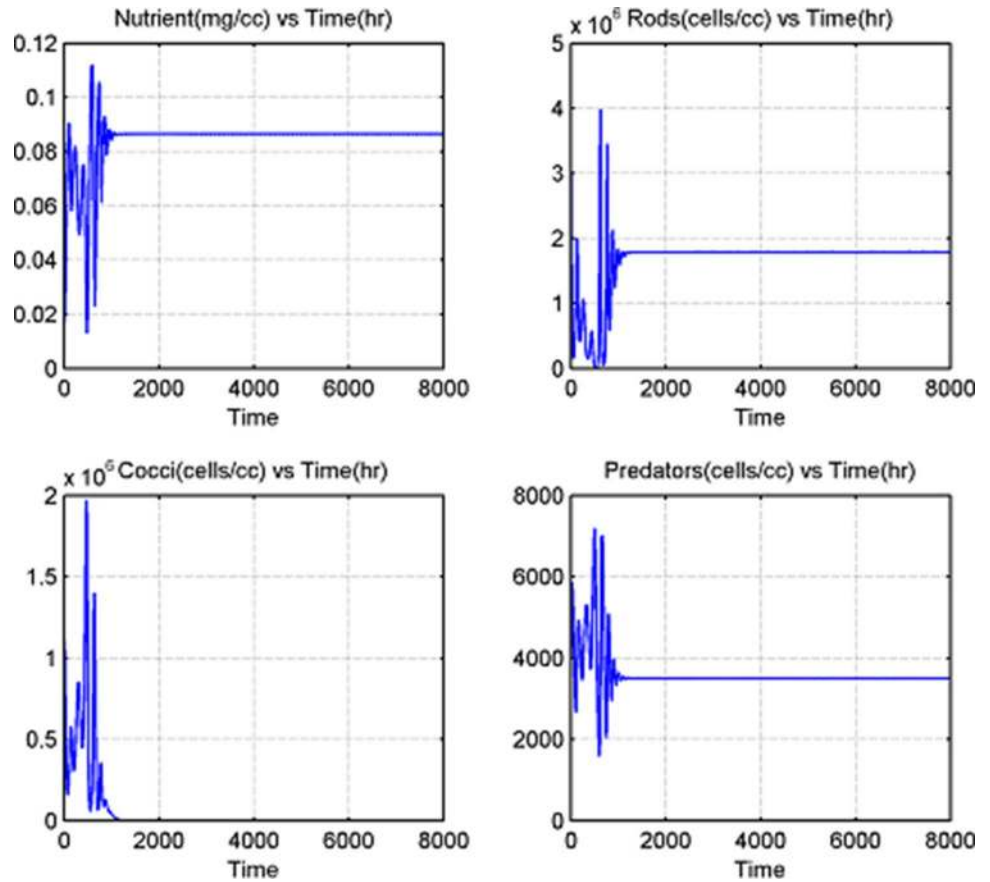 Nutrient(mg/cc) vs Time(hr)
0.12
0.1
0.08
0.06
0.04
0.02
0
0 2000 4000 6000 8000
Time
x 10^6 Rods(cells/cc) vs Time(hr)
5
4
3
2
1
0
0 2000 4000 6000 8000
Time
x 10^6 Cocci(cells/cc) vs Time(hr)
2
1.5
1
0.5
0
0 2000 4000 6000 8000
Time
Predators(cells/cc) vs Time(hr)
8000
6000
4000
2000
0
0 2000 4000 6000 8000
Time